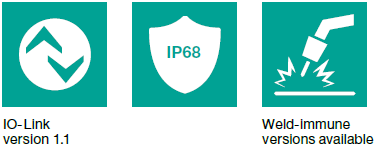 IP68
IO-Link
version 1.1
Weld-immune
versions available